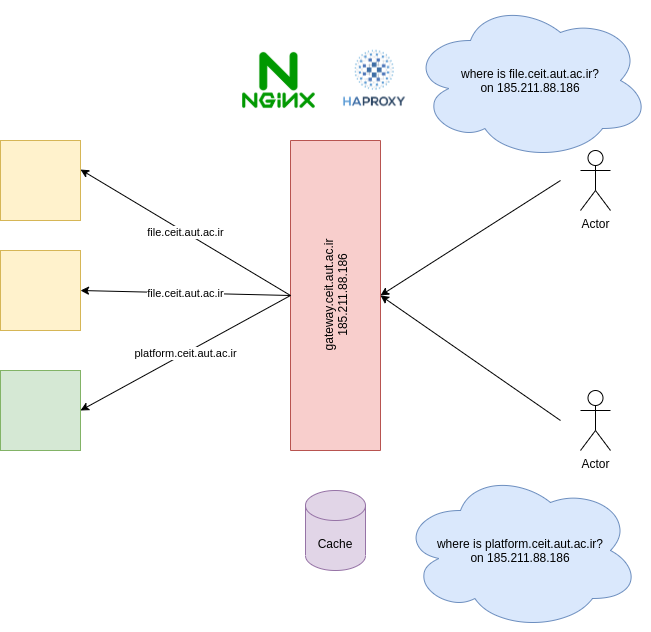 NGINX
HAPROXY
where is file.ceit.aut.ac.ir?
on 185.211.88.186
Actor
file.ceit.aut.ac.ir
file.ceit.aut.ac.ir
platform.ceit.aut.ac.ir
gateway.ceit.aut.ac.ir
185.211.88.186
Actor
Cache
where is platform.ceit.aut.ac.ir?
on 185.211.88.186